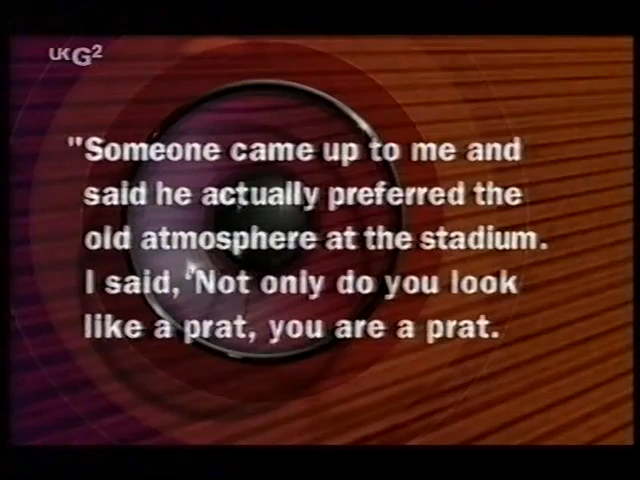 UKG2
"Someone came up to me and
said he actually preferred the
old atmosphere at the stadium.
I said, 'Not only do you look
like a prat, you are a prat.